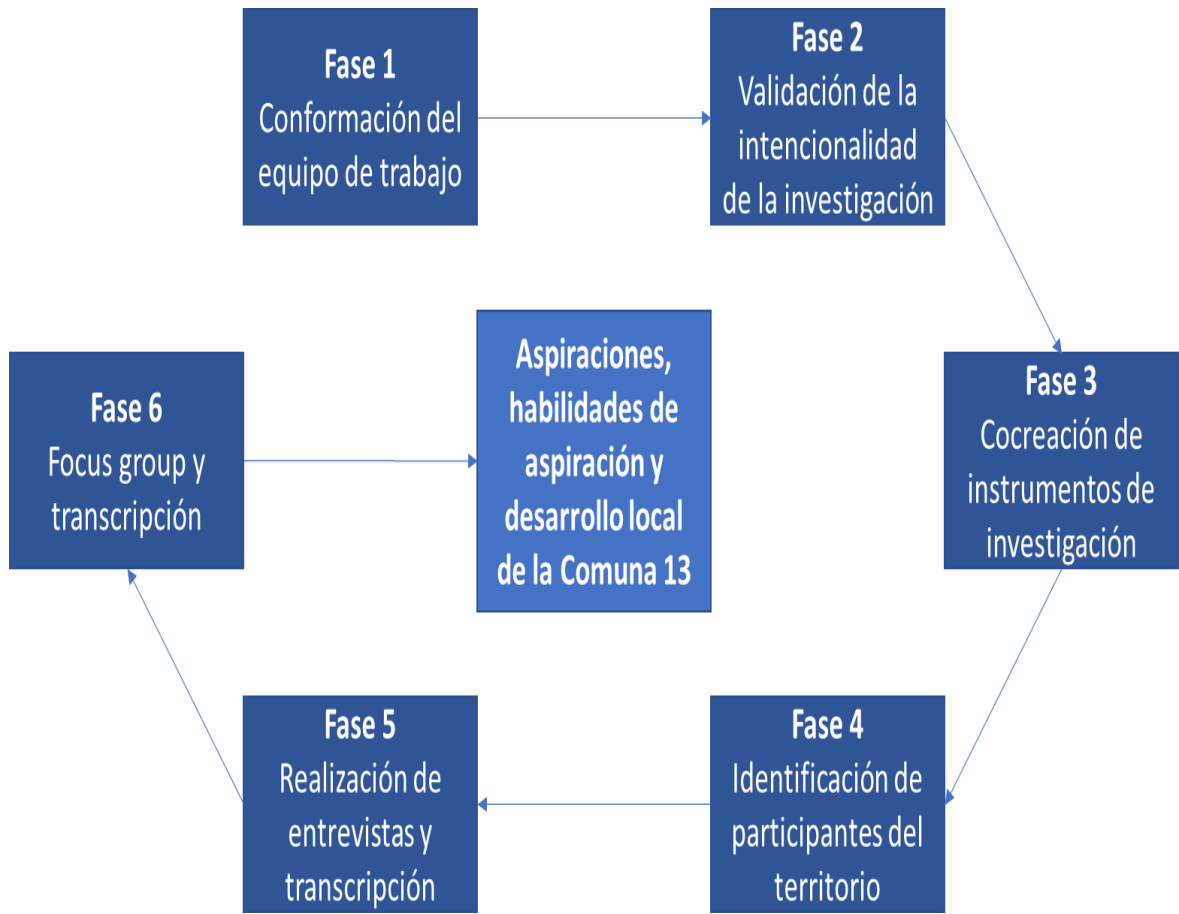 Fase 1
Conformación del
equipo de trabajo
Fase 2
Validación de la
intencionalidad
de la investigación
Fase 3
Cocreación de
instrumentos de
investigación
Fase 4
Identificación de
participantes del
territorio
Fase 5
Realización de
entrevistas y
transcripción
Fase 6
Focus group y
transcripción
Aspiraciones,
habilidades de
aspiración y
desarrollo local
de la Comuna 13